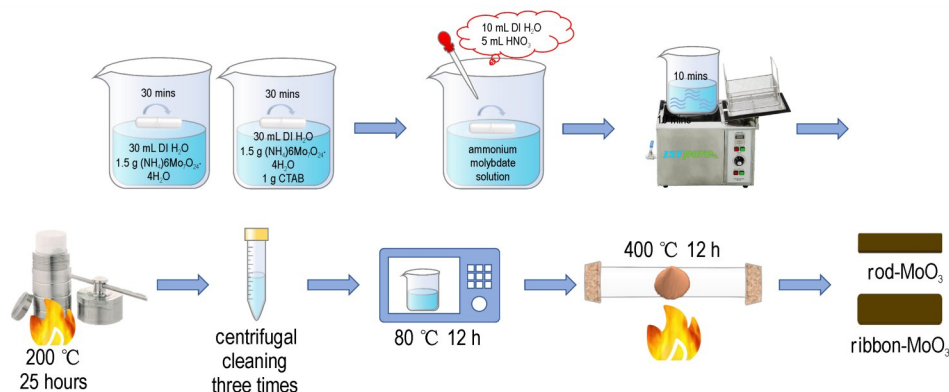 30 mins
30 mL DI H₂O
1.5 g (NH₄)6Mo₇O₂₄·
4H₂O
30 mins
30 mL DI H₂O
1.5 g (NH₄)6Mo₇O₂₄·
4H₂O
1 g CTAB
10 mL DI H₂O
5 mL HNO₃
ammonium
molybdate
solution
10 mins
200 ℃
25 hours
centrifugal
cleaning
three times
80 ℃ 12 h
400 ℃ 12 h
rod-MoO₃
ribbon-MoO₃